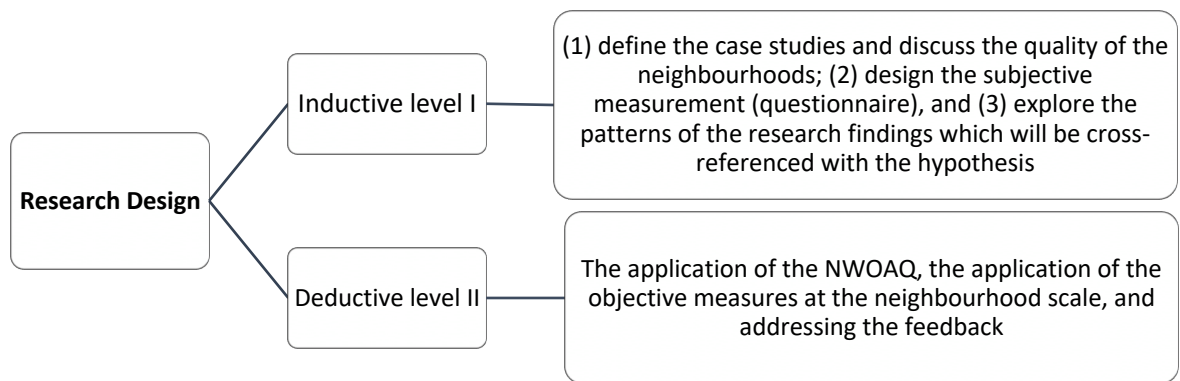 Research Design
Inductive level I
(1) define the case studies and discuss the quality of the
neighbourhoods; (2) design the subjective
measurement (questionnaire), and (3) explore the
patterns of the research findings which will be cross-
referenced with the hypothesis
Deductive level II
The application of the NWOAQ, the application of the
objective measures at the neighbourhood scale, and
addressing the feedback